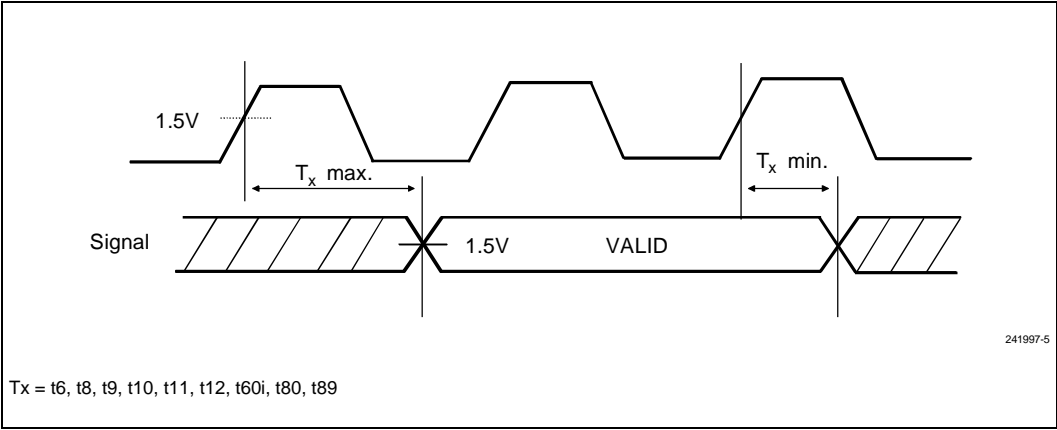 1.5V
Tx max.
Tx min.
Signal
1.5V
VALID
241997-5
Tx = t6, t8, t9, t10, t11, t12, t60i, t80, t89